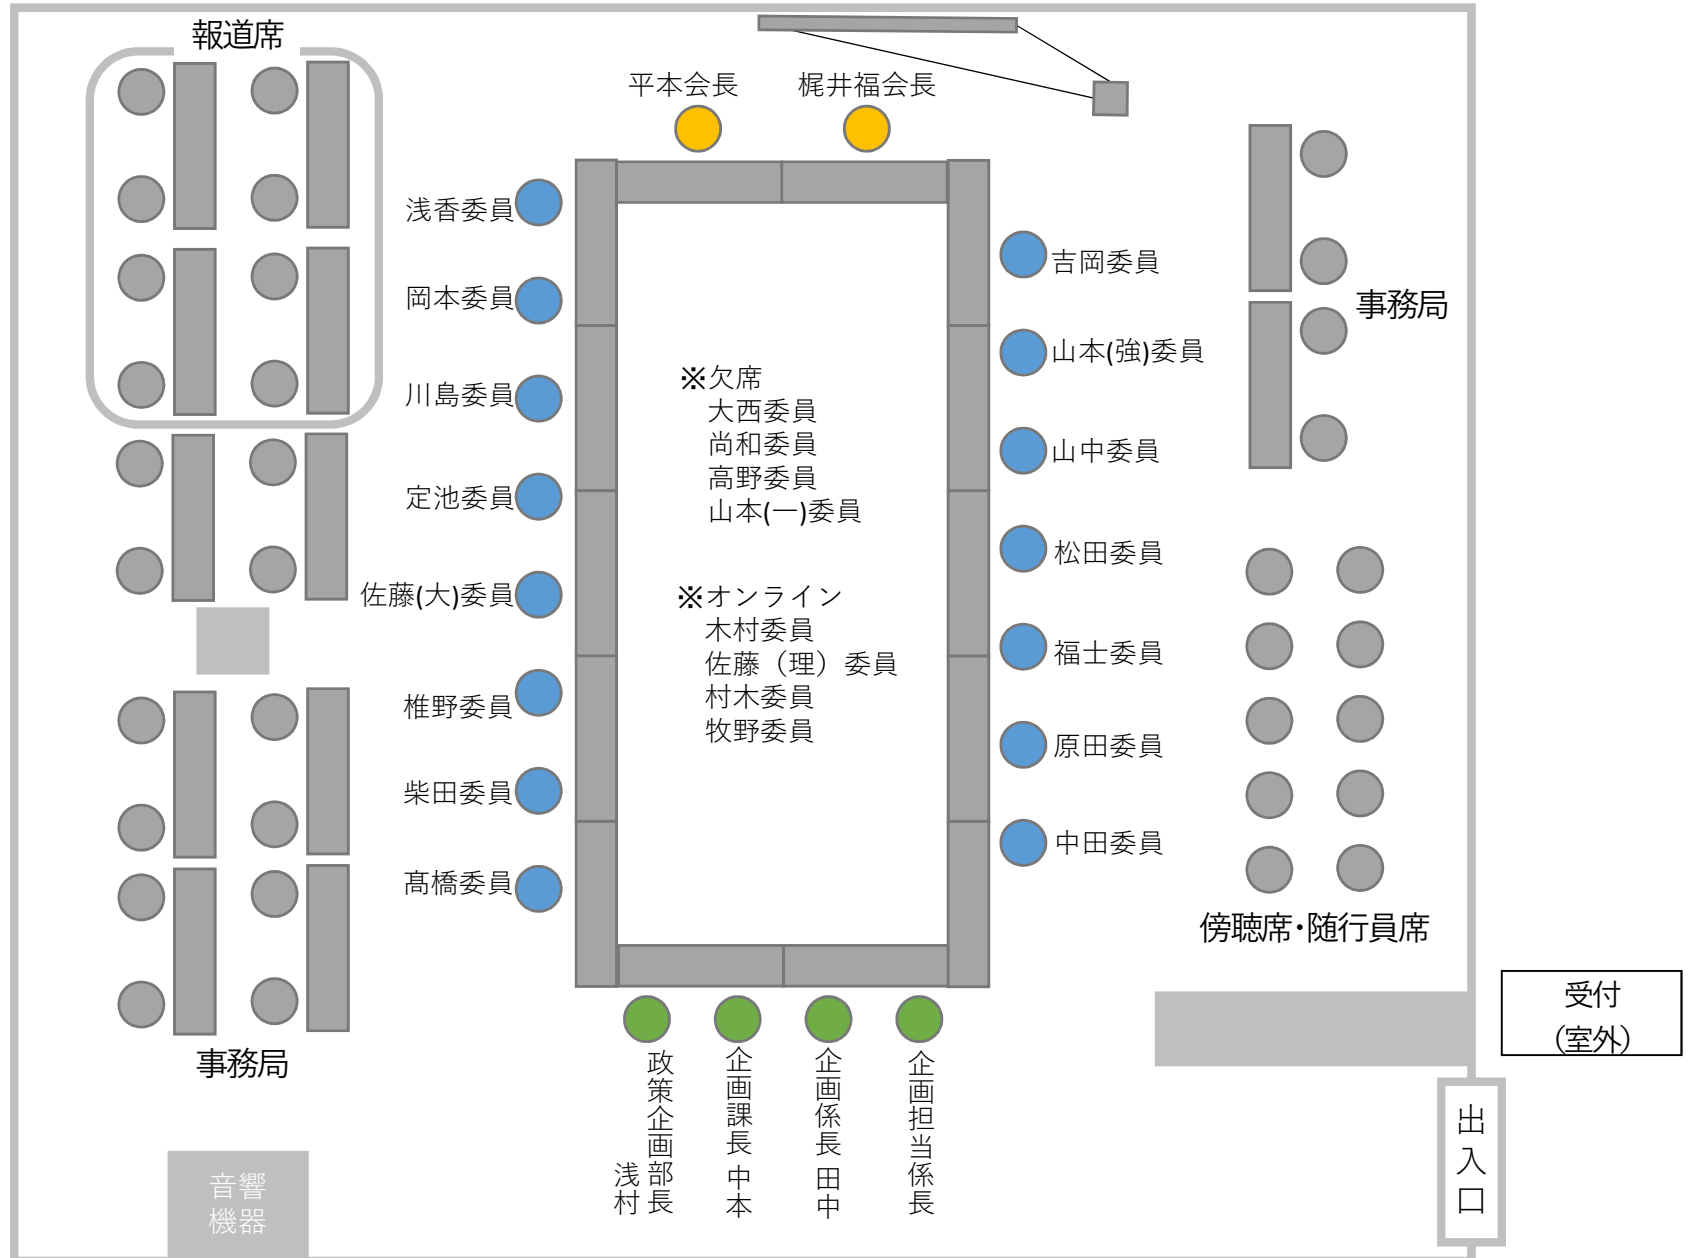 報道席
平本会長
梶井福会長
浅香委員
岡本委員
川島委員
定池委員
佐藤(大)委員
椎野委員
柴田委員
髙橋委員
※欠席
大西委員
尚和委員
高野委員
山本(一)委員
※オンライン
木村委員
佐藤（理）委員
村木委員
牧野委員
吉岡委員
山本(強)委員
山中委員
松田委員
福士委員
原田委員
中田委員
事務局
傍聴席・随行員席
受付
（室外）
出入口
事務局
音響
機器
政策企画部長
浅村
企画課長 中本
企画係長 田中
企画担当係長